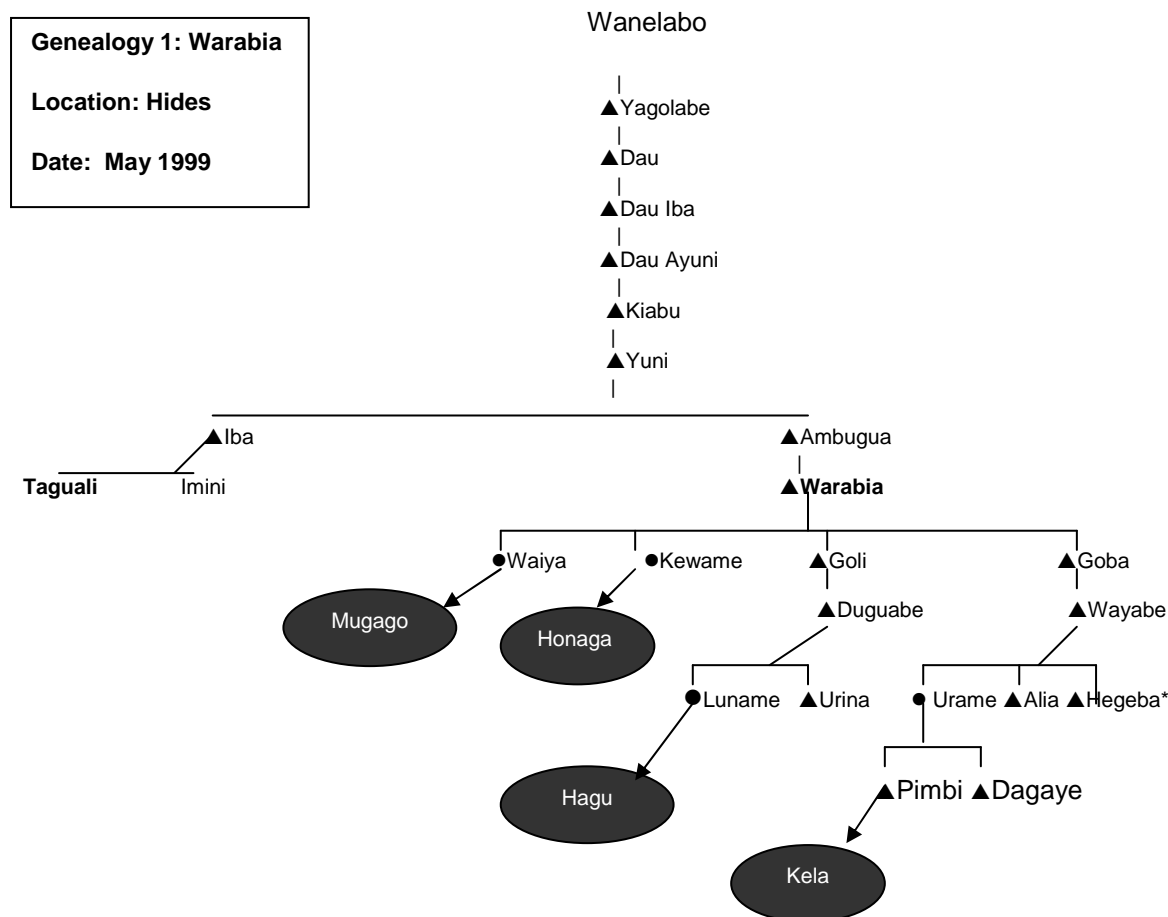 Genealogy 1: Warabia
Location: Hides
Date: May 1999
Wanelabo
Yagolabe
Dau
Dau Iba
Dau Ayuni
Kiabu
Yuni
Iba
Ambugua
Taguali
Imini
Warabia
Waiya
Kewame
Goli
Goba
Mugago
Honaga
Duguabe
Wayabe
Luname
Urina
Urame
Alia
Hegeba*
Hagu
Pimbi
Dagaye
Kela